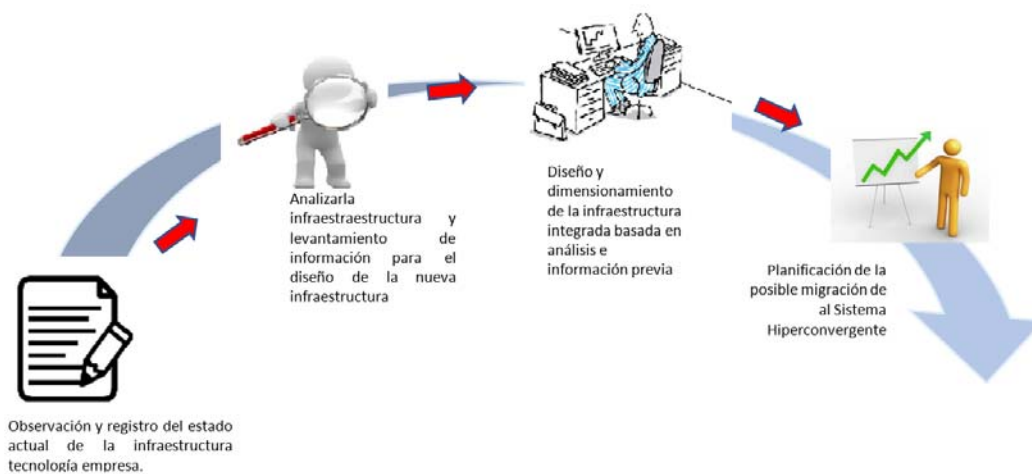 Analizarla
infraestraestructura y
levantamiento de
información para el
diseño de la nueva
infraestructura
Diseño y
dimensionamiento
de la infraestructura
integrada basada en
análisis e
información previa
Planificación de la
posible migración de
al Sistema
Hiperconvergente
Observación y registro del estado
actual de la infraestructura
tecnología empresa.